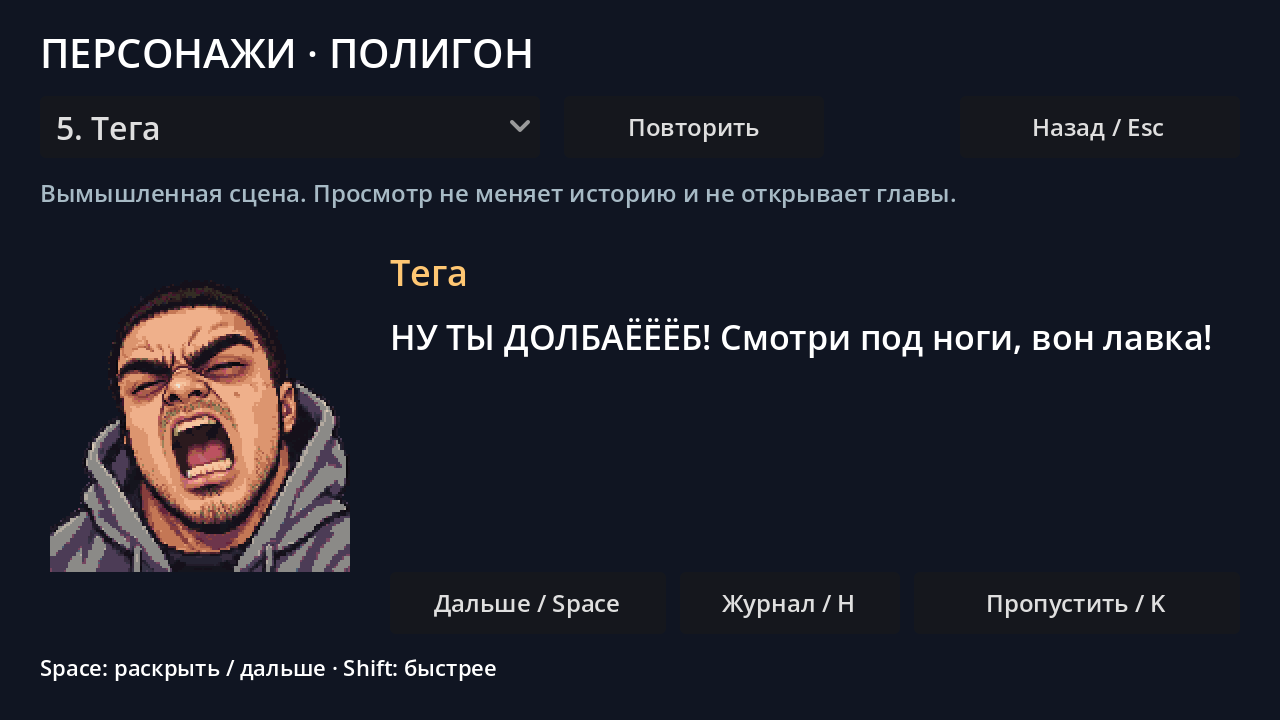 ПЕРСОНАЖИ · ПОЛИГОН
5. Тега
Повторить
Назад / Esc
Вымышленная сцена. Просмотр не меняет историю и не открывает главы.
Тега
НУ ТЫ ДОЛБАЁЁЁБ! Смотри под ноги, вон лавка!
Дальше / Space
Журнал / H
Пропустить / K
Space: раскрыть / дальше · Shift: быстрее